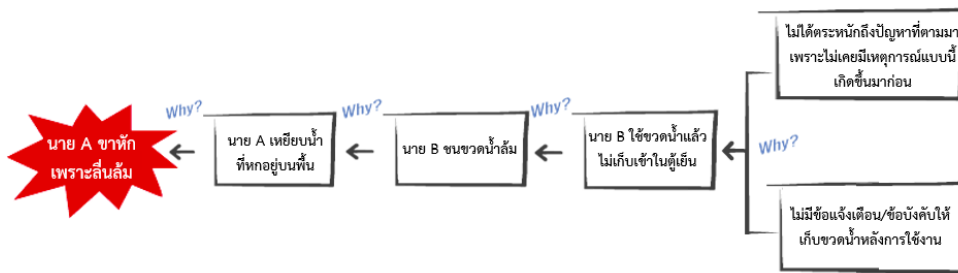 นาย A ขาหัก
เพราะลื่นล้ม
Why?
นาย A เหยียบน้ำ
ที่หกอยู่บนพื้น
Why?
นาย B ชนขวดน้ำล้ม
Why?
นาย B ใช้ขวดน้ำแล้ว
ไม่เก็บเข้าในตู้เย็น
Why?
ไม่ได้ตระหนักถึงปัญหาที่ตามมา
เพราะไม่เคยมีเหตุการณ์แบบนี้
เกิดขึ้นมาก่อน
ไม่มีข้อแจ้งเตือน/ข้อบังคับให้
เก็บขวดน้ำหลังการใช้งาน